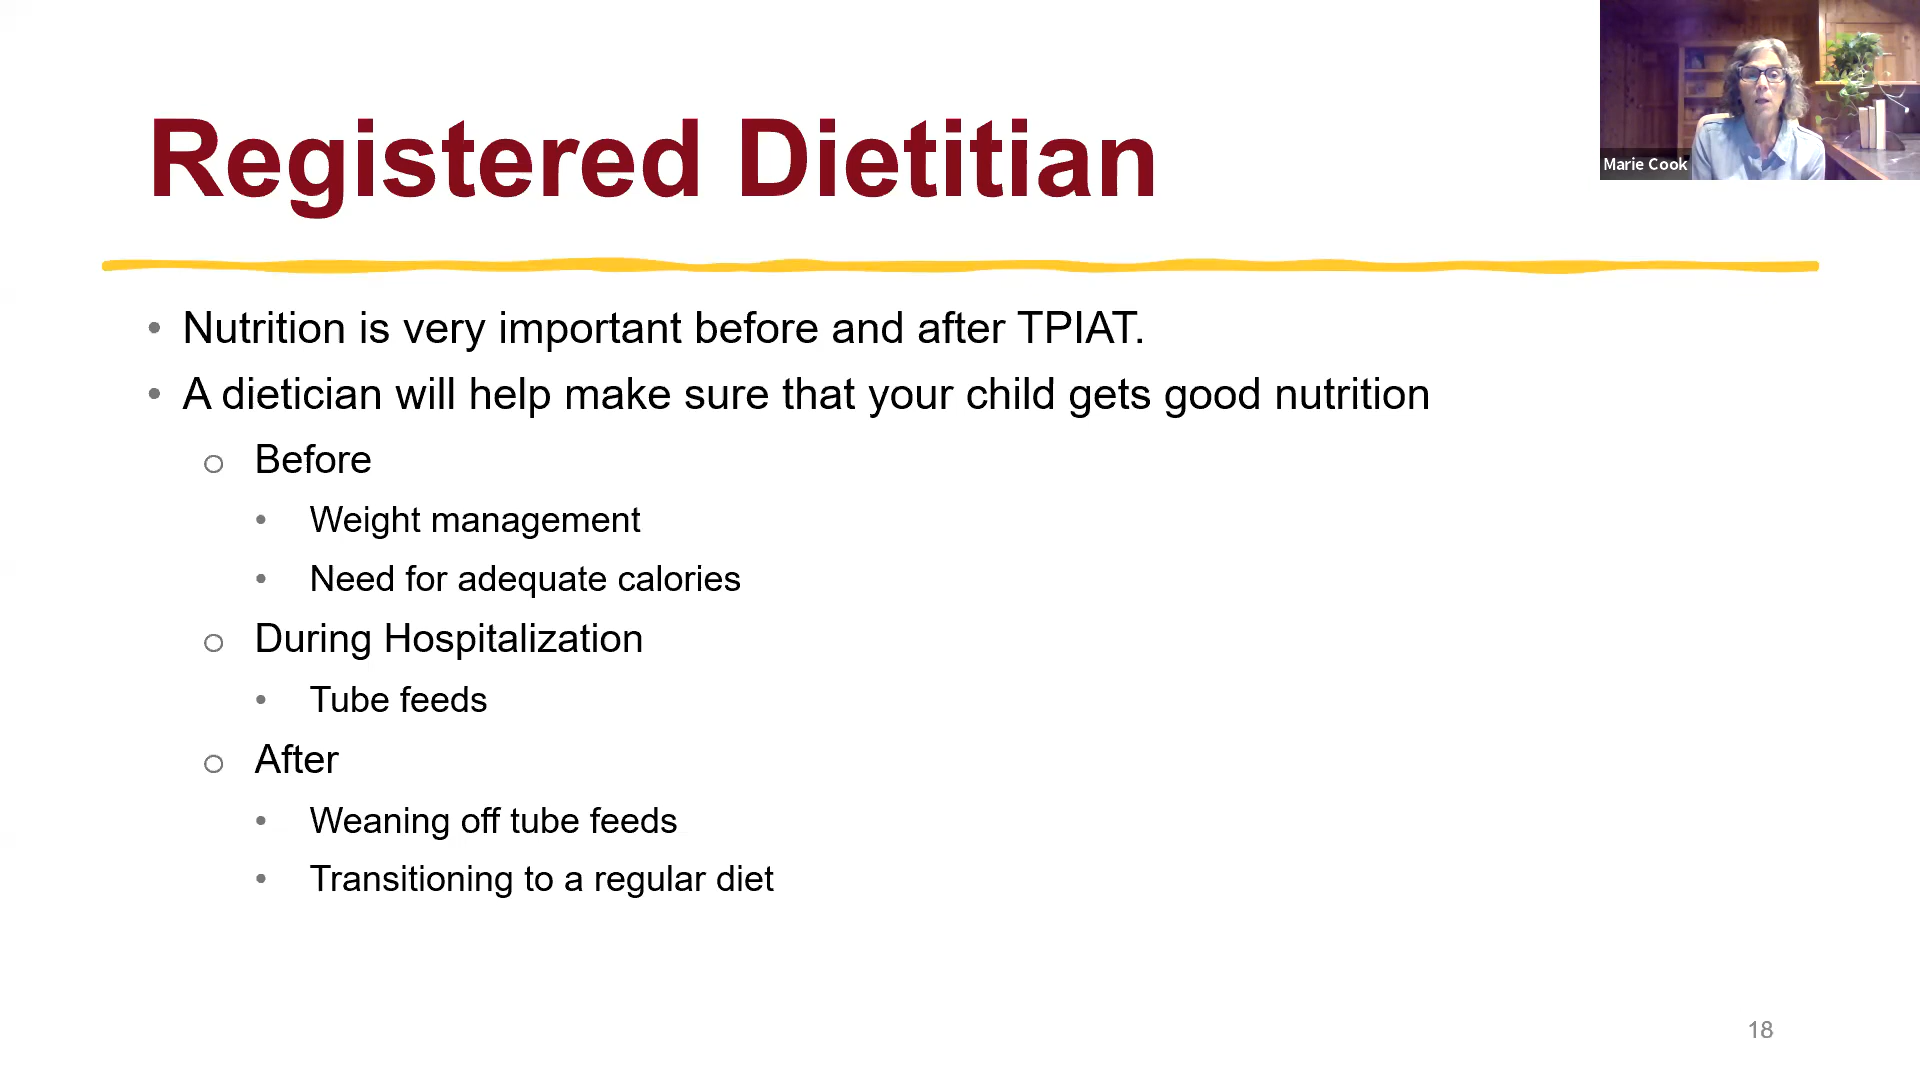 Marie Cook
Registered Dietitian
• Nutrition is very important before and after TPIAT.
• A dietician will help make sure that your child gets good nutrition
o Before
• Weight management
• Need for adequate calories
o During Hospitalization
• Tube feeds
o After
• Weaning off tube feeds
• Transitioning to a regular diet
18